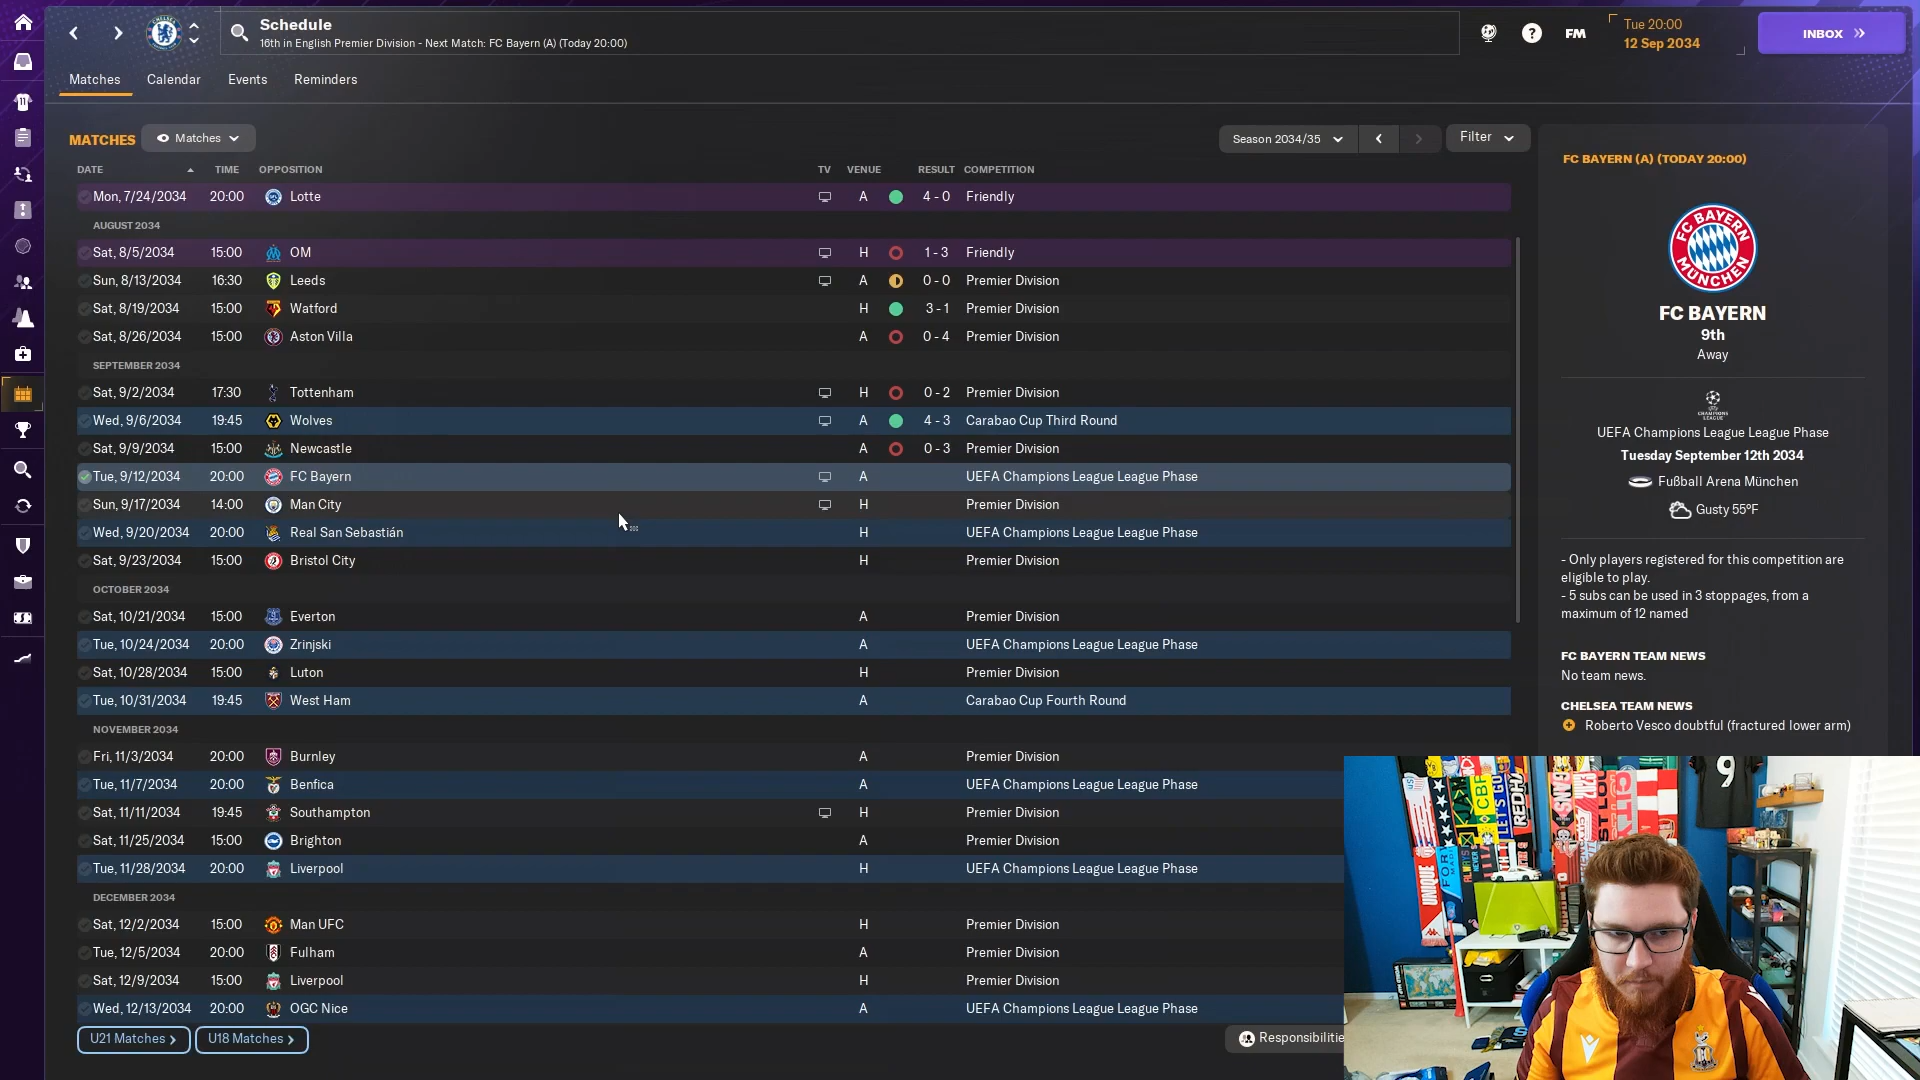 Schedule
16th in English Premier Division - Next Match: FC Bayern (A) (Today 20:00)
FM
Tue 20:00
12 Sep 2034
INBOX
Matches Calendar Events Reminders
MATCHES Matches
Season 2034/35 Filter
DATE TIME OPPOSITION TV VENUE RESULT COMPETITION
Mon, 7/24/2034 20:00 Lotte A 4 - 0 Friendly
AUGUST 2034
Sat, 8/5/2034 15:00 OM H 1 - 3 Friendly
Sun, 8/13/2034 16:30 Leeds A 0 - 0 Premier Division
Sat, 8/19/2034 15:00 Watford H 3 - 1 Premier Division
Sat, 8/26/2034 15:00 Aston Villa A 0 - 4 Premier Division
SEPTEMBER 2034
Sat, 9/2/2034 17:30 Tottenham H 0 - 2 Premier Division
Wed, 9/6/2034 19:45 Wolves A 4 - 3 Carabao Cup Third Round
Sat, 9/9/2034 15:00 Newcastle A 0 - 3 Premier Division
Tue, 9/12/2034 20:00 FC Bayern A UEFA Champions League League Phase
Sun, 9/17/2034 14:00 Man City H Premier Division
Wed, 9/20/2034 20:00 Real San Sebastián H UEFA Champions League League Phase
Sat, 9/23/2034 15:00 Bristol City H Premier Division
OCTOBER 2034
Sat, 10/21/2034 15:00 Everton A Premier Division
Tue, 10/24/2034 20:00 Zrinjski A UEFA Champions League League Phase
Sat, 10/28/2034 15:00 Luton H Premier Division
Tue, 10/31/2034 19:45 West Ham A Carabao Cup Fourth Round
NOVEMBER 2034
Fri, 11/3/2034 20:00 Burnley A Premier Division
Tue, 11/7/2034 20:00 Benfica A UEFA Champions League League Phase
Sat, 11/11/2034 19:45 Southampton H Premier Division
Sat, 11/25/2034 15:00 Brighton A Premier Division
Tue, 11/28/2034 20:00 Liverpool H UEFA Champions League League Phase
DECEMBER 2034
Sat, 12/2/2034 15:00 Man UFC H Premier Division
Tue, 12/5/2034 20:00 Fulham A Premier Division
Sat, 12/9/2034 15:00 Liverpool H Premier Division
Wed, 12/13/2034 20:00 OGC Nice A UEFA Champions League League Phase
U21 Matches U18 Matches
Responsibilitie
FC BAYERN (A) (TODAY 20:00)
FC BAYERN
MÜNCHEN
FC BAYERN
9th
Away
CHAMPIONS
LEAGUE
UEFA Champions League League Phase
Tuesday September 12th 2034
Fußball Arena München
Gusty 55ºF
- Only players registered for this competition are
eligible to play.
- 5 subs can be used in 3 stoppages, from a
maximum of 12 named
FC BAYERN TEAM NEWS
No team news.
CHELSEA TEAM NEWS
Roberto Vesco doubtful (fractured lower arm)
9
UNIQUE
LET'S GO
REDH
CITY
CBF